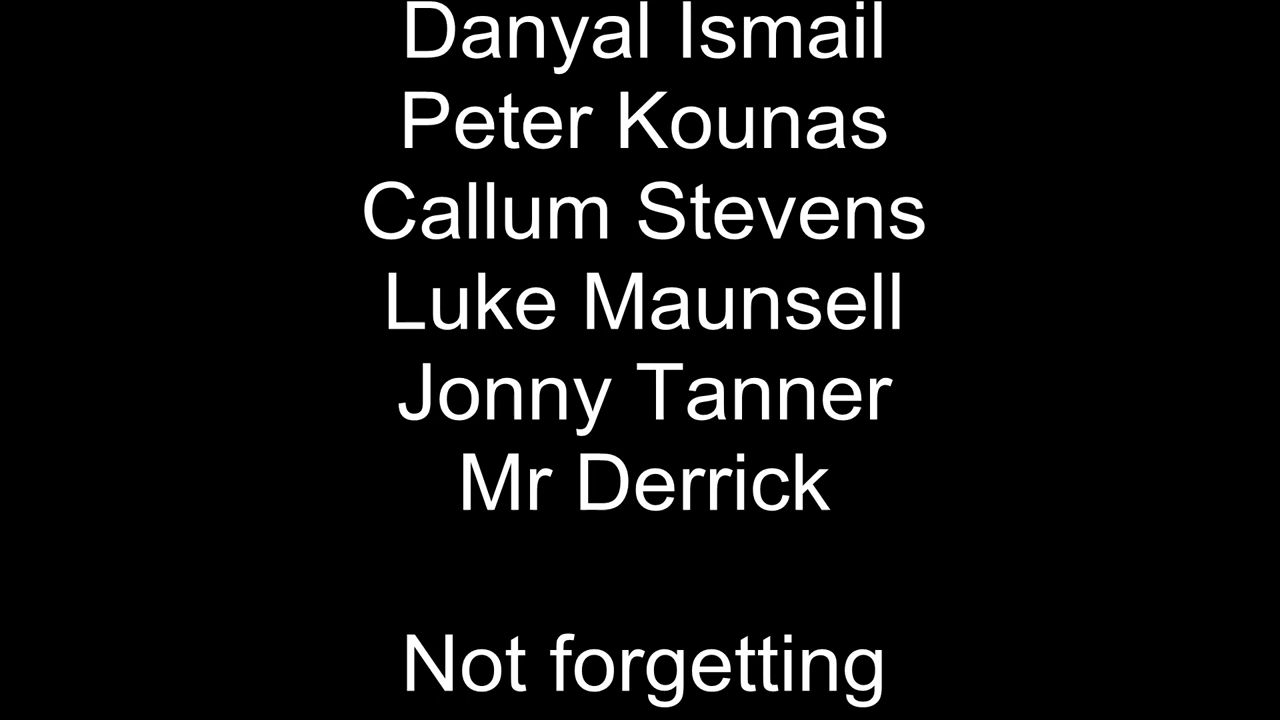 Danyal Ismail
Peter Kounas
Callum Stevens
Luke Maunsell
Jonny Tanner
Mr Derrick
Not forgetting